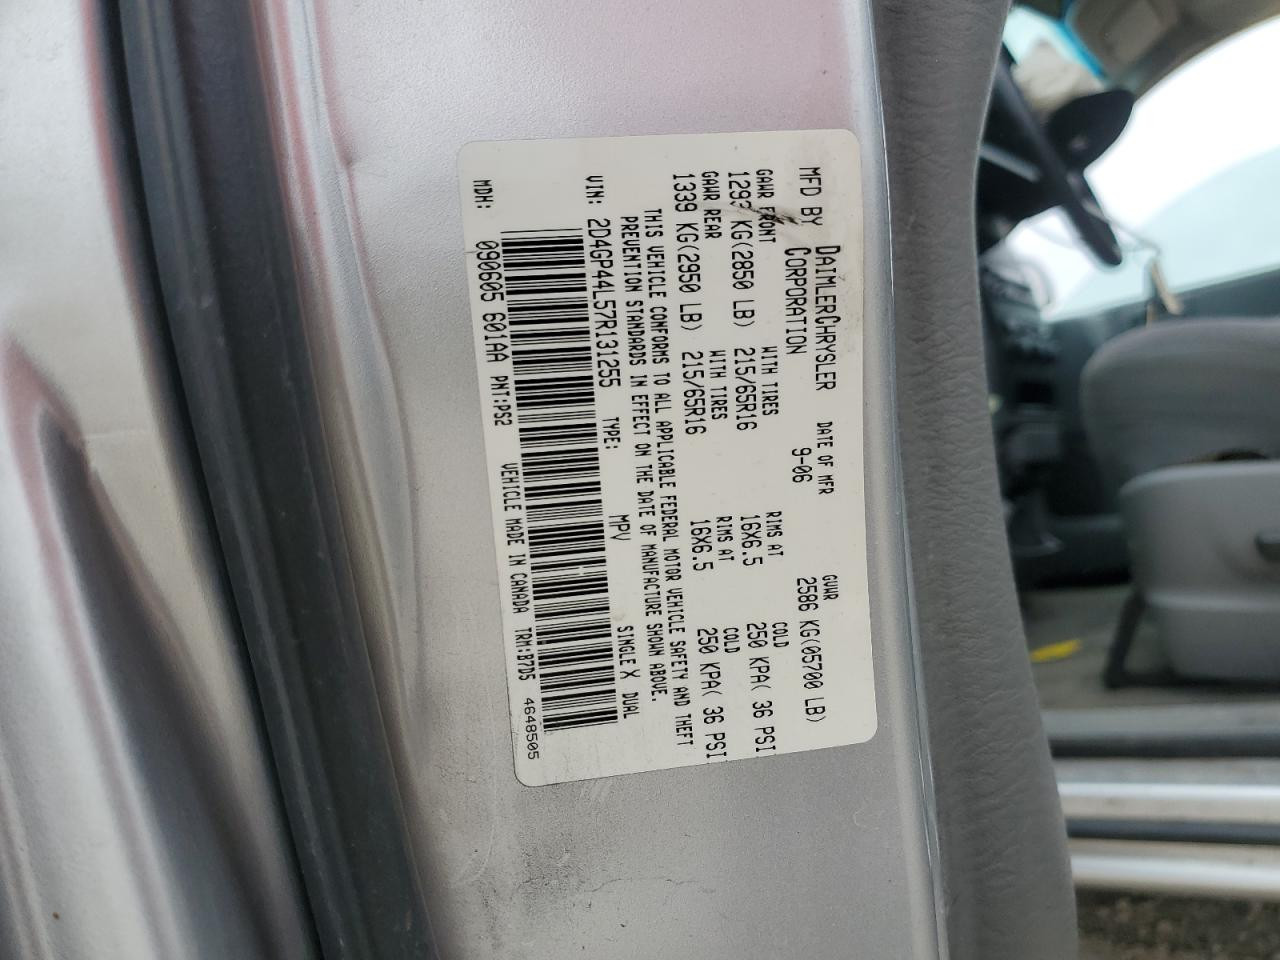 MFD BY DAIMLERCHRYSLER CORPORATION
DATE OF MFR 9-06
GVWR 2586 KG(05700 LB)
GAWR FRONT WITH TIRES RIMS AT COLD
1293 KG(2850 LB) 215/65R16 16X6.5 250 KPA( 36 PSI
GAWR REAR WITH TIRES RIMS AT COLD
1339 KG(2950 LB) 215/65R16 16X6.5 250 KPA( 36 PSI
THIS VEHICLE CONFORMS TO ALL APPLICABLE FEDERAL MOTOR VEHICLE SAFETY AND THEFT
PREVENTION STANDARDS IN EFFECT ON THE DATE OF MANUFACTURE SHOWN ABOVE.
VIN: 2D4GP44L57R131255 TYPE: MPV SINGLE X DUAL
MDH: 090605 601AA PNT:PS2 VEHICLE MADE IN CANADA TRM:B7D5 4648505